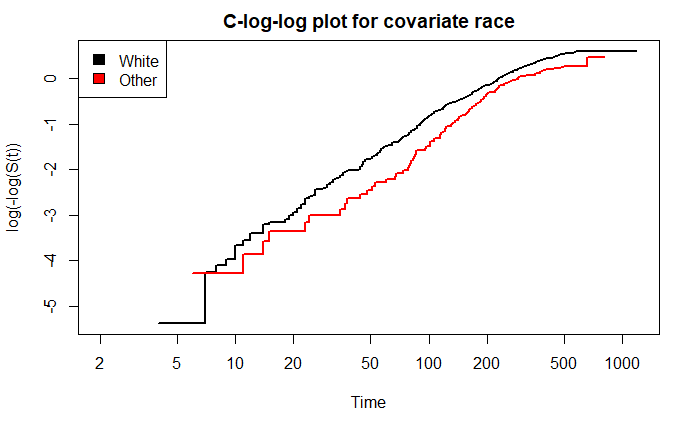 C-log-log plot for covariate race
White
Other
log(-log(S(t))
0
-1
-2
-3
-4
-5
2 5 10 20 50 100 200 500 1000
Time